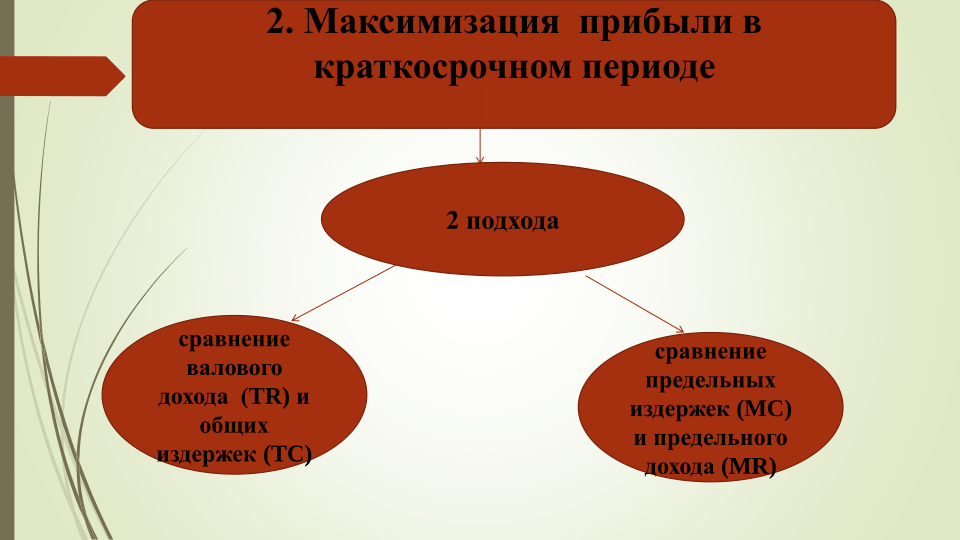 2. Максимизация  прибыли в
краткосрочном периоде
2 подхода
сравнение
валового
дохода  (TR) и
общих
издержек (TC)
сравнение
предельных
издержек (MC)
и предельного
дохода (MR)